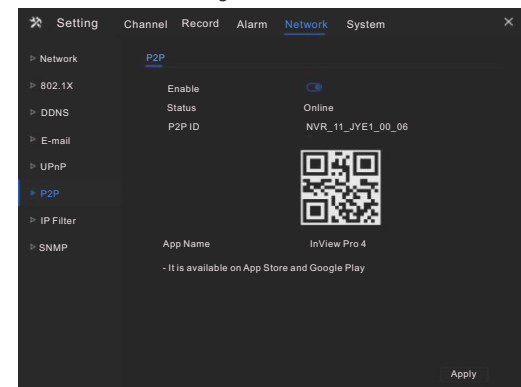 Setting Channel Record Alarm Network System ×
Network
802.1X
DDNS
E-mail
UPnP
P2P
IP Filter
SNMP
P2P
Enable
Status Online
P2P ID NVR_11_JYE1_00_06
App Name InView Pro 4
- It is available on App Store and Google Play
Apply